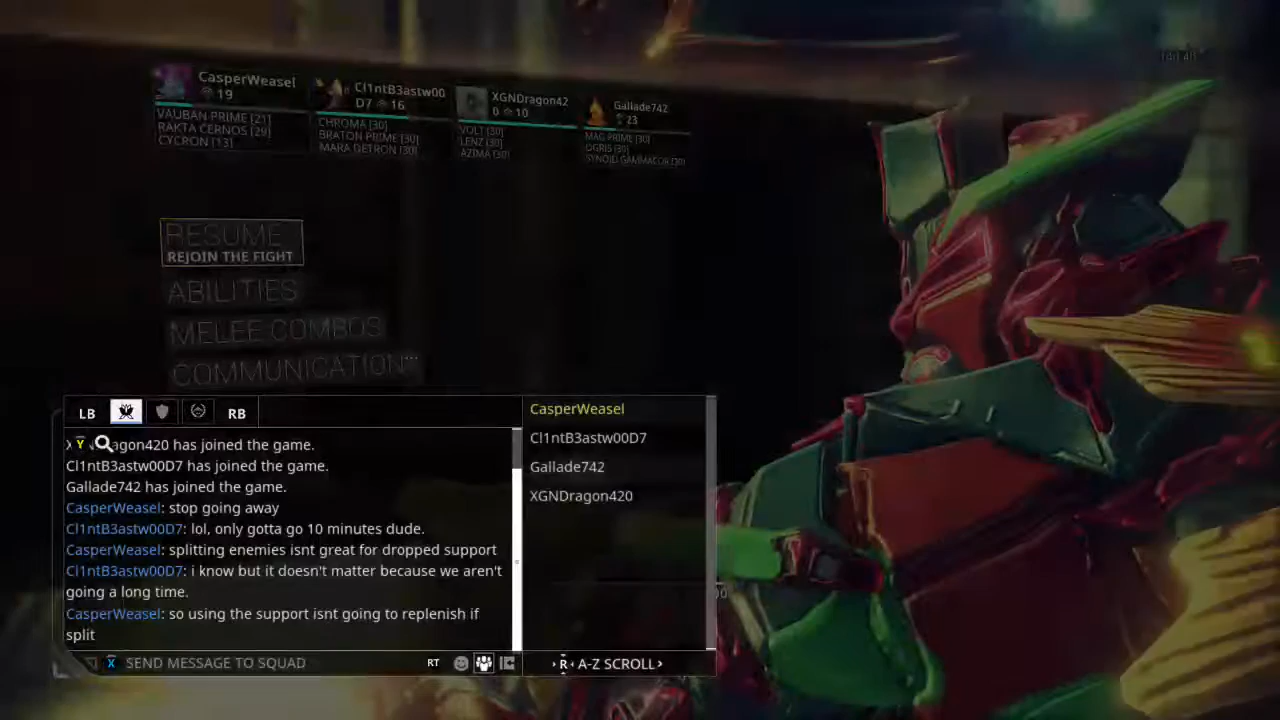 CasperWeasel
19
VAUBAN PRIME [21]
RAKTA CERNOS [29]
CYCRON [13]
Cl1ntB3astw00
D7 16
CHROMA [30]
BRATON PRIME [30]
MARA DETRON [30]
XGNDragon42
0 10
VOLT [30]
LENZ [30]
AZIMA [30]
Gallade742
23
MAG PRIME [30]
OGRIS [30]
SYNOID GAMMACOR [30]
RESUME
REJOIN THE FIGHT
ABILITIES
MELEE COMBOS
COMMUNICATION...
LB RB
Y
agon420 has joined the game.
Cl1ntB3astw00D7 has joined the game.
Gallade742 has joined the game.
CasperWeasel: stop going away
Cl1ntB3astw00D7: lol, only gotta go 10 minutes dude.
CasperWeasel: splitting enemies isnt great for dropped support
Cl1ntB3astw00D7: i know but it doesn't matter because we aren't
going a long time.
CasperWeasel: so using the support isnt going to replenish if
split
X SEND MESSAGE TO SQUAD
RT
CasperWeasel
Cl1ntB3astw00D7
Gallade742
XGNDragon420
R A-Z SCROLL